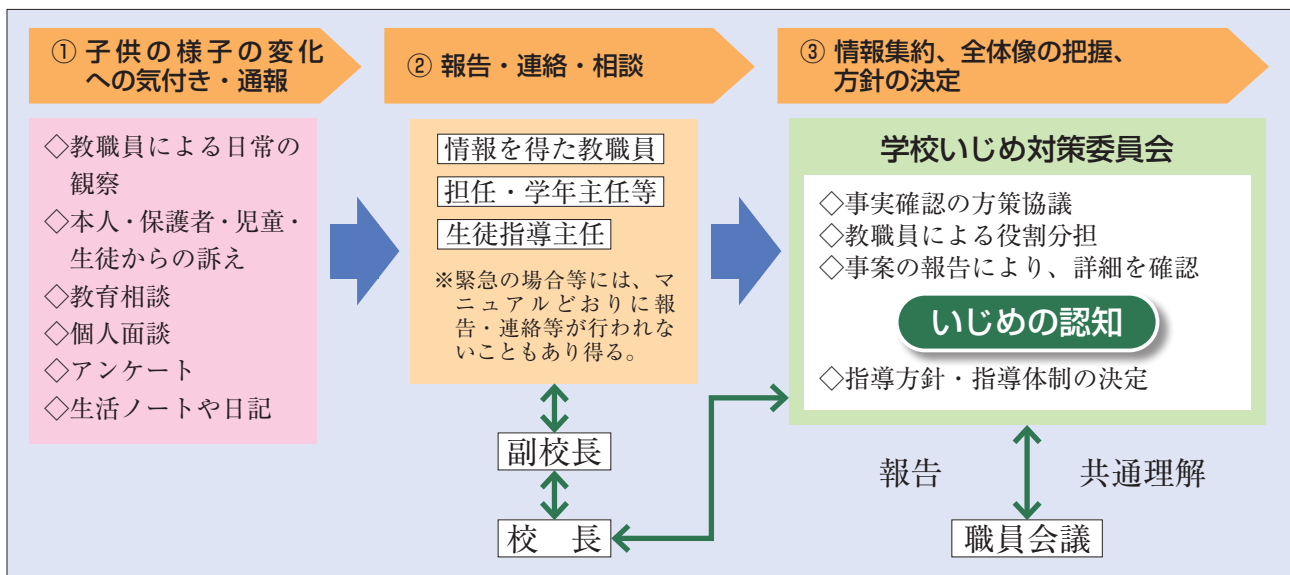 ① 子供の様子の変化
への気付き・通報
◇教職員による日常の
観察
◇本人・保護者・児童・
生徒からの訴え
◇教育相談
◇個人面談
◇アンケート
◇生活ノートや日記
② 報告・連絡・相談
情報を得た教職員
担任・学年主任等
生徒指導主任
※緊急の場合等には、マ
ニュアルどおりに報
告・連絡等が行われな
いこともあり得る。
副校長
校　長
③ 情報集約、全体像の把握、
方針の決定
学校いじめ対策委員会
◇事実確認の方策協議
◇教職員による役割分担
◇事案の報告により、詳細を確認
いじめの認知
◇指導方針・指導体制の決定
報告
共通理解
職員会議